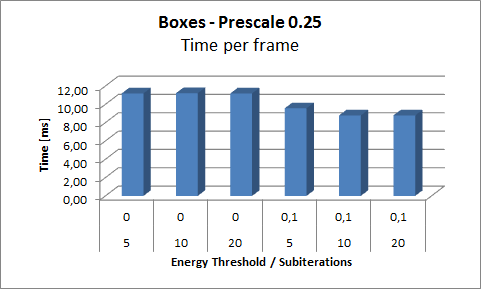 Boxes - Prescale 0.25
Time per frame
Time [ms]
12,00
10,00
8,00
6,00
4,00
2,00
0,00
0 0 0 0,1 0,1 0,1
5 10 20 5 10 20
Energy Threshold / Subiterations